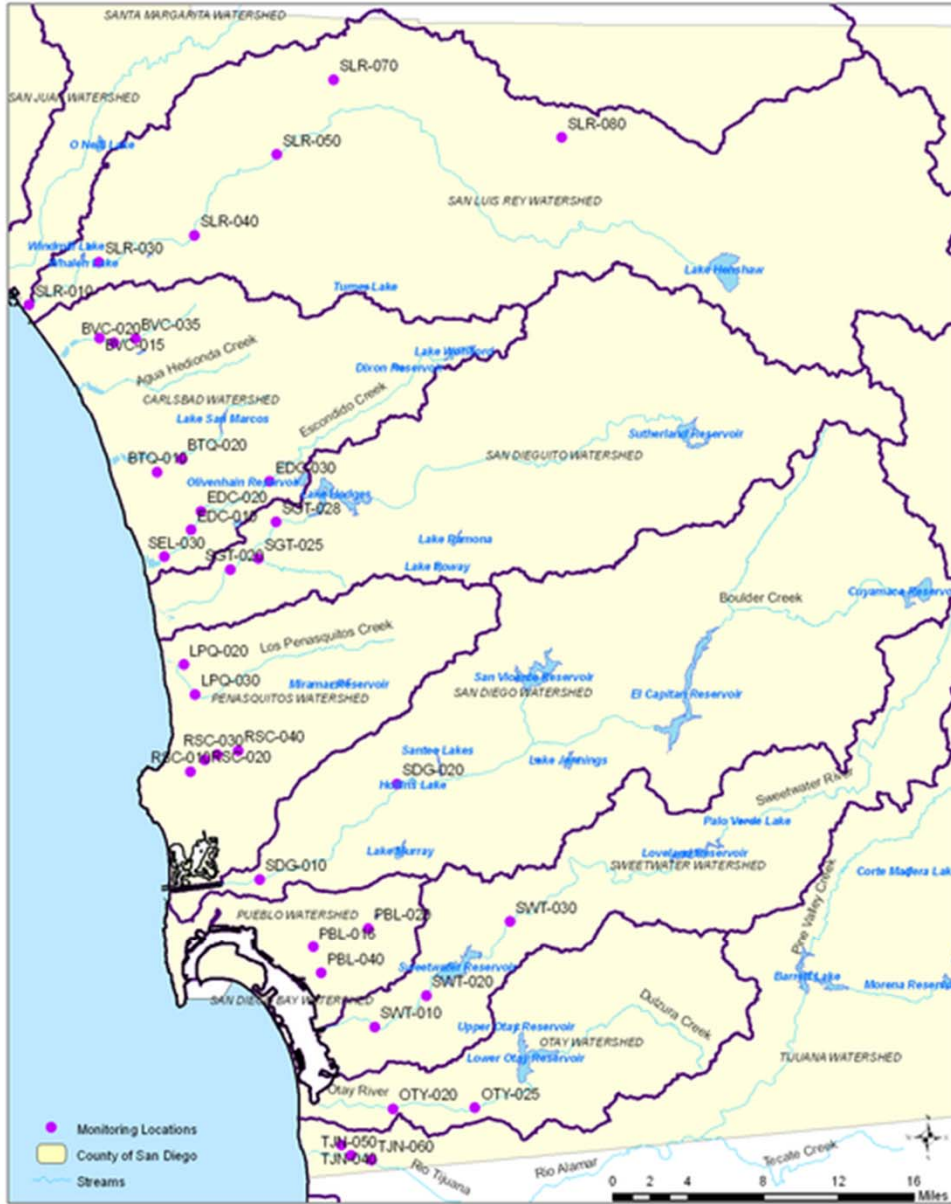 SANTA MARGARITA WATERSHED
SLR-070
SAN JUAN WATERSHED
SLR-080
O Neill Lake
SLR-050
SAN LUIS REY WATERSHED
SLR-040
Windmill Lake
SLR-030
Whalen Lake
Lake Henshaw
Turner Lake
SLR-010
BVC-020
BVC-035
BVC-015
Agua Hedionda Creek
Lake Wohlford
Dixon Reservoir
CARLSBAD WATERSHED
Escondido Creek
Lake San Marcos
Sutherland Reservoir
BTQ-020
BTQ-010
SAN DIEGUITO WATERSHED
EDC-030
Olivenhain Reservoir
Lake Hodges
EDC-020
SGT-028
EDC-010
SEL-030
SGT-025
SGT-020
Lake Ramona
Lake Poway
Boulder Creek
Cuyamaca Reservo
Los Penasquitos Creek
LPQ-020
LPQ-030
Miramar Reservoir
PENASQUITOS WATERSHED
San Vicente Reservoir
SAN DIEGO WATERSHED
El Capitan Reservoir
RSC-030
RSC-040
RSC-010
RSC-020
Santee Lakes
Lake Jennings
SDG-020
Hollins Lake
Sweetwater River
Palo Verde Lake
Lake Murray
Loveland Reservoir
SWEETWATER WATERSHED
SDG-010
Corte Madera Lak
Pine Valley Creek
PUEBLO WATERSHED
PBL-020
SWT-030
PBL-015
PBL-040
Sweetwater Reservoir
Barrett Lake
Morena Reservo
SWT-020
SAN DIEGO BAY WATERSHED
SWT-010
Dulzura Creek
Upper Otay Reservoir
OTAY WATERSHED
Lower Otay Reservoir
TIJUANA WATERSHED
Otay River
OTY-020
OTY-025
Monitoring Locations
County of San Diego
Streams
TJN-050
TJN-060
TJN-040
Rio Tijuana
Rio Alamar
Tecate Creek
0 2 4 8 12 16
Miles